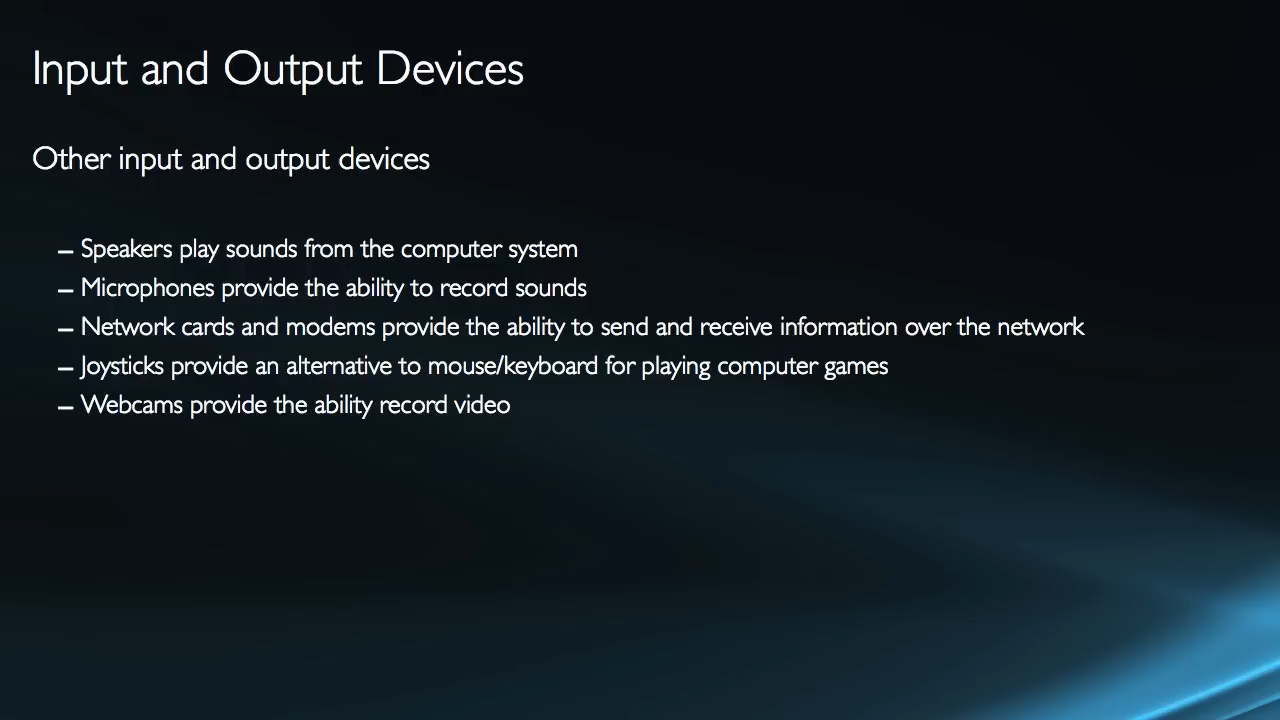 Input and Output Devices
Other input and output devices
– Speakers play sounds from the computer system
– Microphones provide the ability to record sounds
– Network cards and modems provide the ability to send and receive information over the network
– Joysticks provide an alternative to mouse/keyboard for playing computer games
– Webcams provide the ability record video